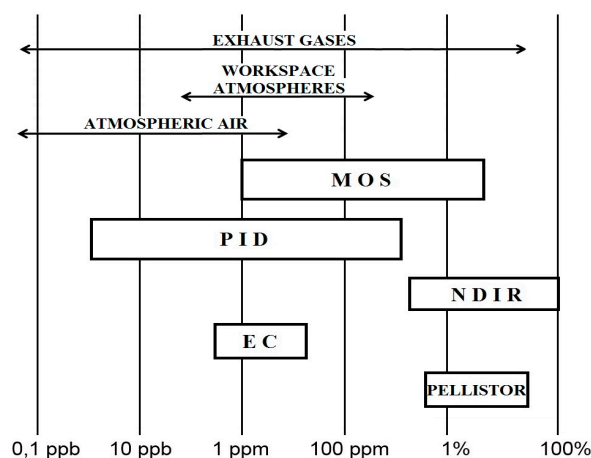 EXHAUST GASES
WORKSPACE
ATMOSPHERES
ATMOSPHERIC AIR
M O S
P I D
N D I R
E C
PELLISTOR
0,1 ppb 10 ppb 1 ppm 100 ppm 1% 100%